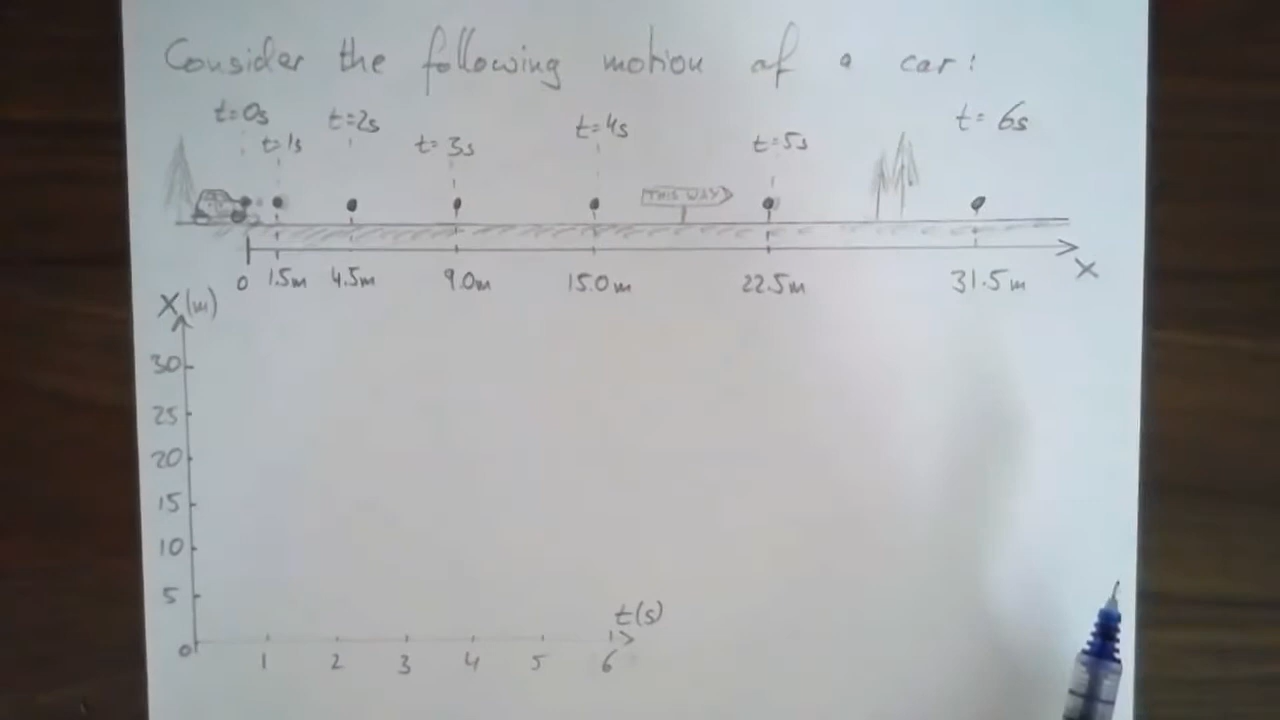 Consider the following motion of a car:
t=0s t=1s t=2s t=3s t=4s t=5s t=6s
THIS WAY
0 1.5m 4.5m 9.0m 15.0m 22.5m 31.5m x
x(m)
30
25
20
15
10
5
t(s)
0 1 2 3 4 5 6